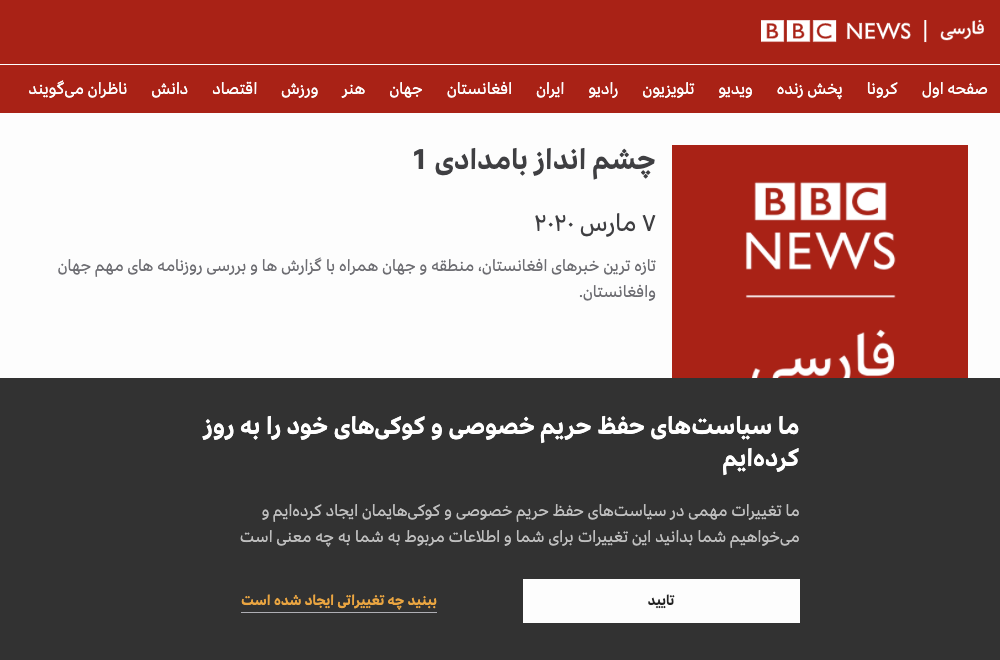 BBC NEWS | فارسی
صفحه اول کرونا پخش زنده ویدیو تلویزیون رادیو ایران افغانستان جهان هنر ورزش اقتصاد دانش ناظران می‌گویند
BBC
NEWS
فارسی
چشم انداز بامدادی 1
۷ مارس ۲۰۲۰
تازه ترین خبرهای افغانستان، منطقه و جهان همراه با گزارش ها و بررسی روزنامه های مهم جهان
وافغانستان.
ما سیاست‌های حفظ حریم خصوصی و کوکی‌های خود را به روز
کرده‌ایم
ما تغییرات مهمی در سیاست‌های حفظ حریم خصوصی و کوکی‌هایمان ایجاد کرده‌ایم و
می‌خواهیم شما بدانید این تغییرات برای شما و اطلاعات مربوط به شما به چه معنی است
تایید
ببنید چه تغییراتی ایجاد شده است